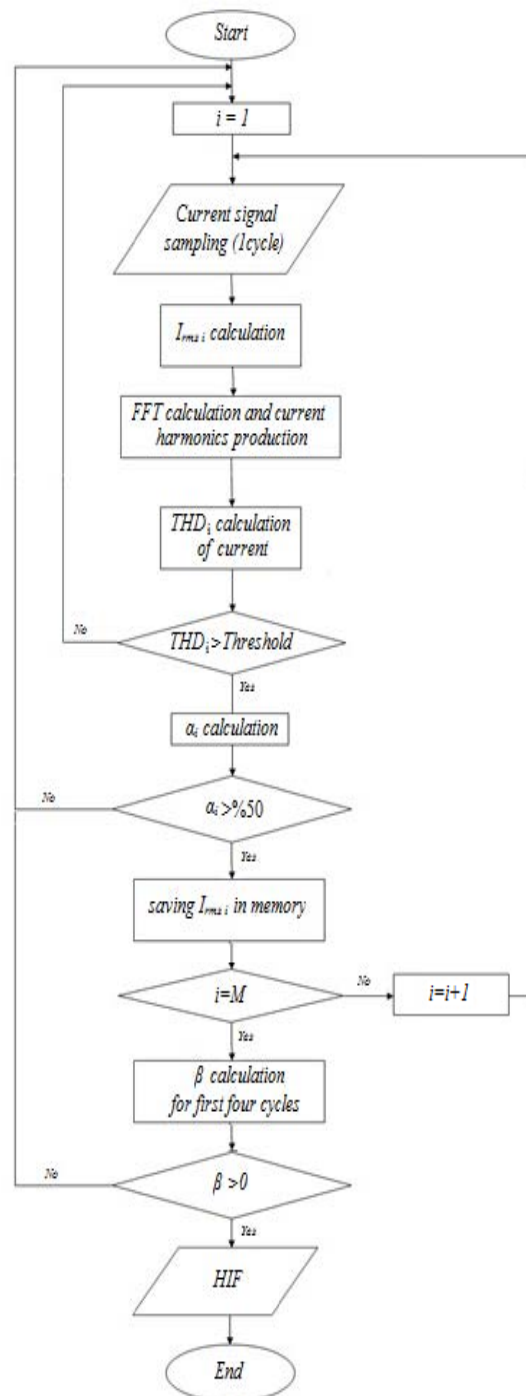 Start
i = 1
Current signal
sampling (1cycle)
Irms i calculation
FFT calculation and current
harmonics production
THDi calculation
of current
No
THDi>Threshold
Yes
αi calculation
No
αi>%50
Yes
saving Irms i in memory
i=M
No
i=i+1
Yes
β calculation
for first four cycles
No
β >0
Yes
HIF
End